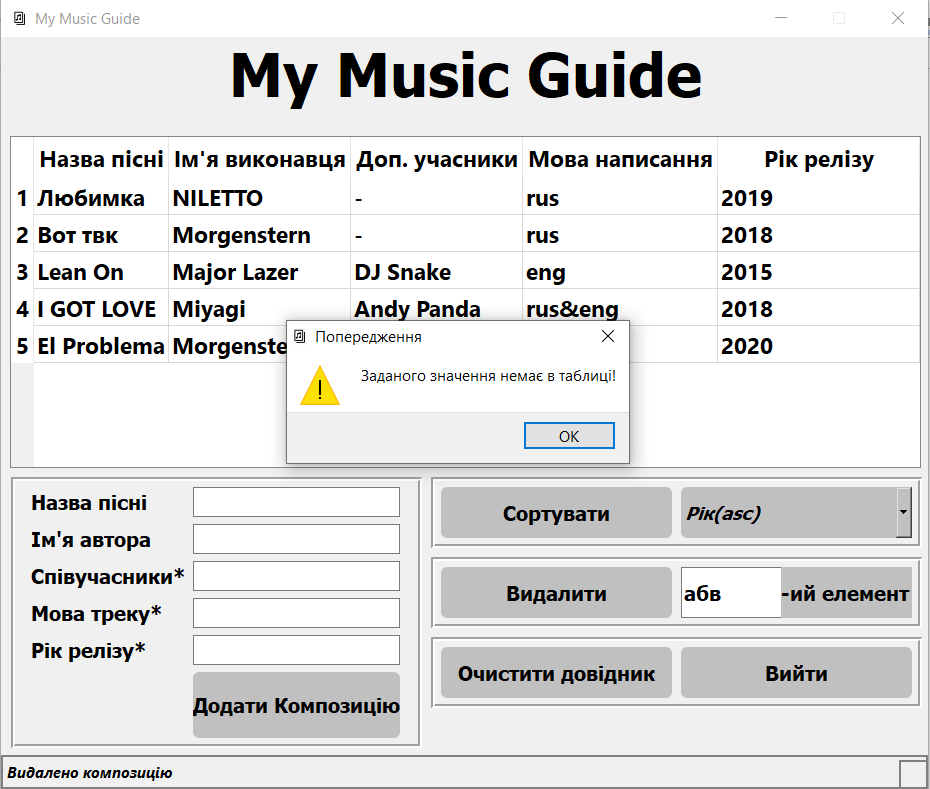 My Music Guide
My Music Guide
Назва пісні Ім'я виконавця Доп. учасники Мова написання Рік релізу
1 Любимка NILETTO - rus 2019
2 Вот твк Morgenstern - rus 2018
3 Lean On Major Lazer DJ Snake eng 2015
4 I GOT LOVE Miyagi Andy Panda rus&eng 2018
5 El Problema Morgenste 2020
Попередження
Заданого значення немає в таблиці!
OK
Назва пісні
Ім'я автора
Співучасники*
Мова треку*
Рік релізу*
Додати Композицію
Сортувати Рік(asc)
Видалити абв -ий елемент
Очистити довідник Вийти
Видалено композицію